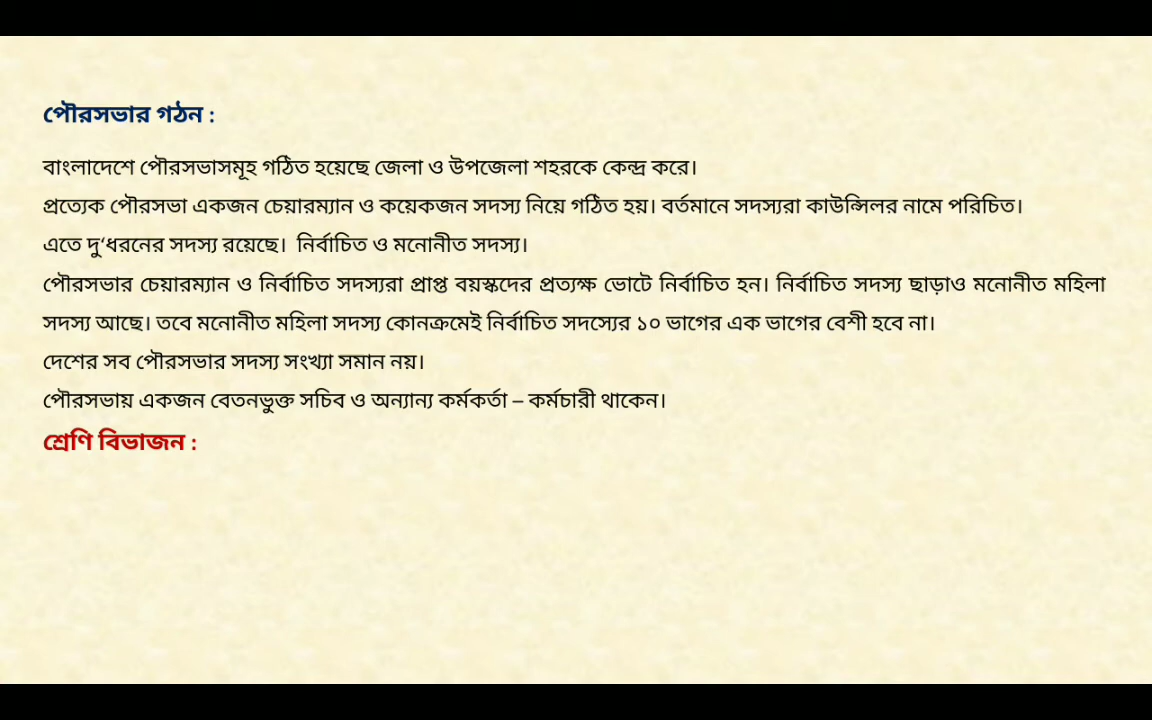 পৌরসভার গঠন :
বাংলাদেশে পৌরসভাসমূহ গঠিত হয়েছে জেলা ও উপজেলা শহরকে কেন্দ্র করে।
প্রত্যেক পৌরসভা একজন চেয়ারম্যান ও কয়েকজন সদস্য নিয়ে গঠিত হয়। বর্তমানে সদস্যরা কাউন্সিলর নামে পরিচিত।
এতে দু‘ধরনের সদস্য রয়েছে। নির্বাচিত ও মনোনীত সদস্য।
পৌরসভার চেয়ারম্যান ও নির্বাচিত সদস্যরা প্রাপ্ত বয়স্কদের প্রত্যক্ষ ভোটে নির্বাচিত হন। নির্বাচিত সদস্য ছাড়াও মনোনীত মহিলা
সদস্য আছে। তবে মনোনীত মহিলা সদস্য কোনক্রমেই নির্বাচিত সদস্যের ১০ ভাগের এক ভাগের বেশী হবে না।
দেশের সব পৌরসভার সদস্য সংখ্যা সমান নয়।
পৌরসভায় একজন বেতনভুক্ত সচিব ও অন্যান্য কর্মকর্তা – কর্মচারী থাকেন।
শ্রেণি বিভাজন :